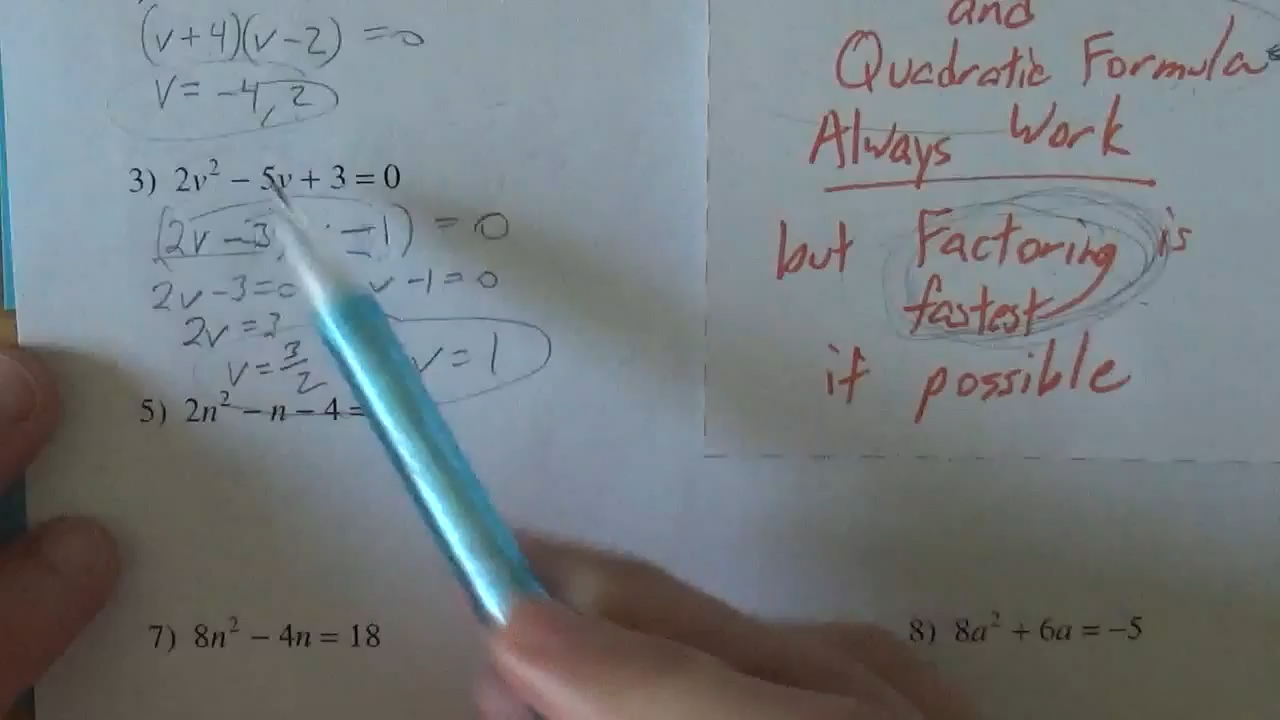 (v+4)(v-2) =0
v= -4, 2
3) 2v² − 5v + 3 = 0
(2v -3 -1) = 0
2v -3=0 v -1=0
2v =3
v= 3/2 v= 1
5) 2n² − n − 4 =
7) 8n² − 4n = 18
and
Quadratic Formula
Always Work
but Factoring is
fastest
if possible
8) 8a² + 6a = −5